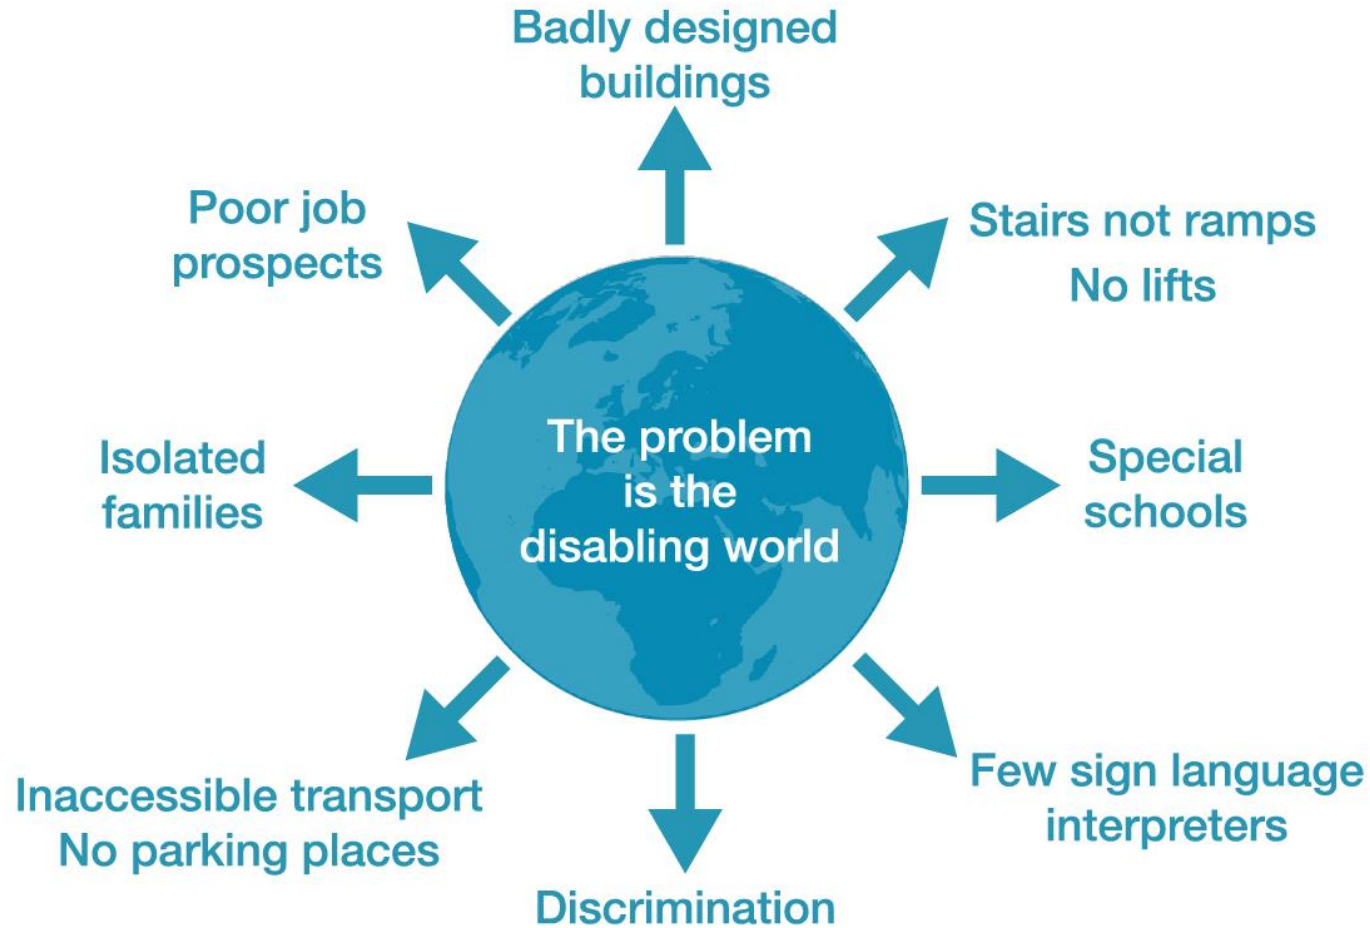 Badly designed
buildings
Stairs not ramps
No lifts
Special
schools
Few sign language
interpreters
Discrimination
Inaccessible transport
No parking places
Isolated
families
Poor job
prospects
The problem
is the
disabling world